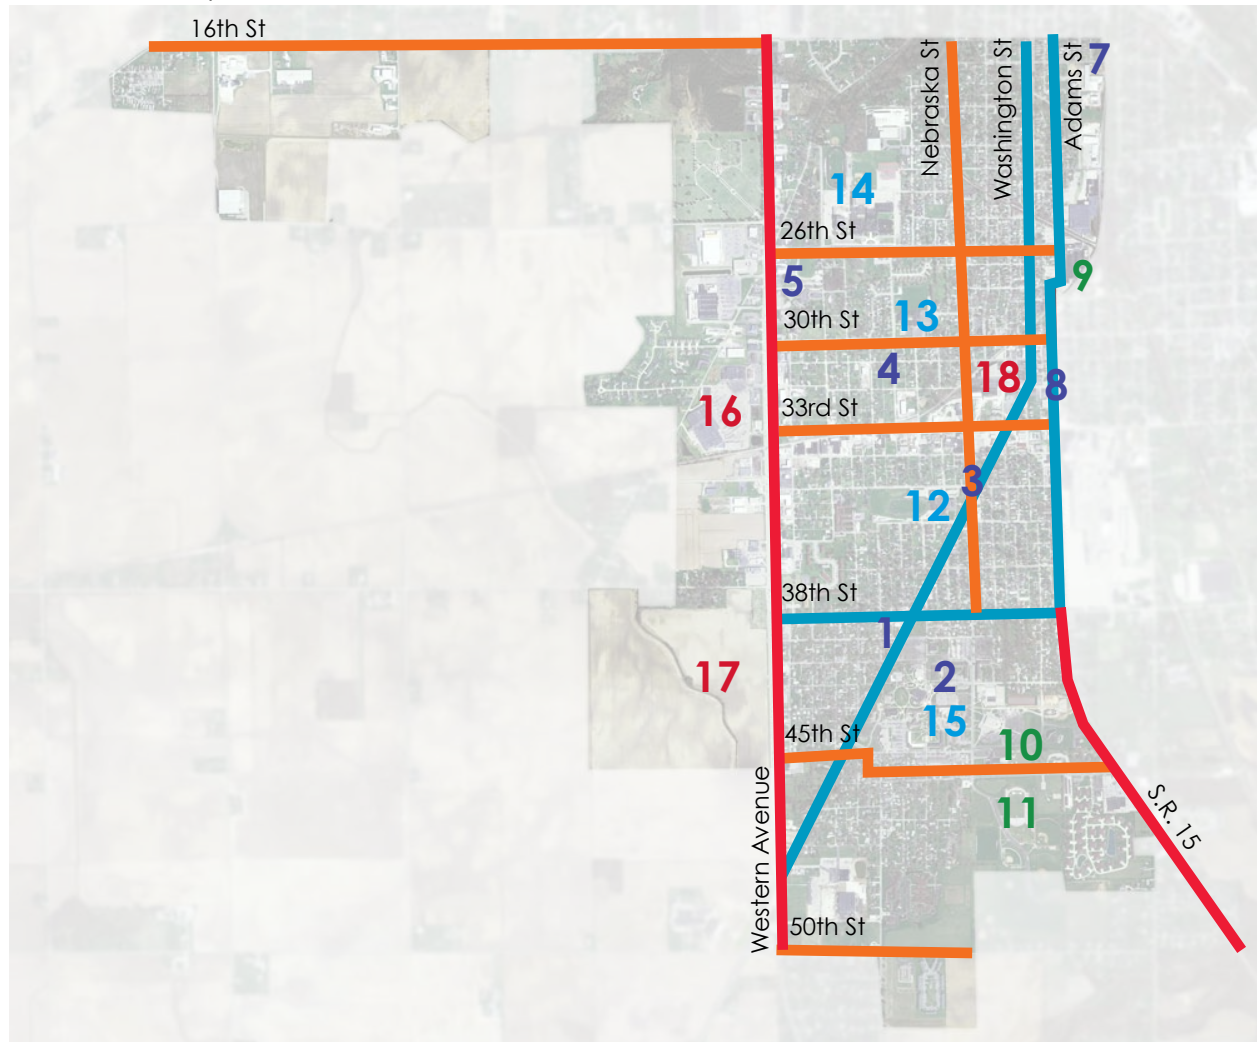 16th St
Nebraska St
Washington St
Adams St
7
14
26th St
5
9
30th St
13
4
18
8
33rd St
16
3
12
38th St
1
17
2
15
45th St
10
11
S.R. 15
Western Avenue
50th St